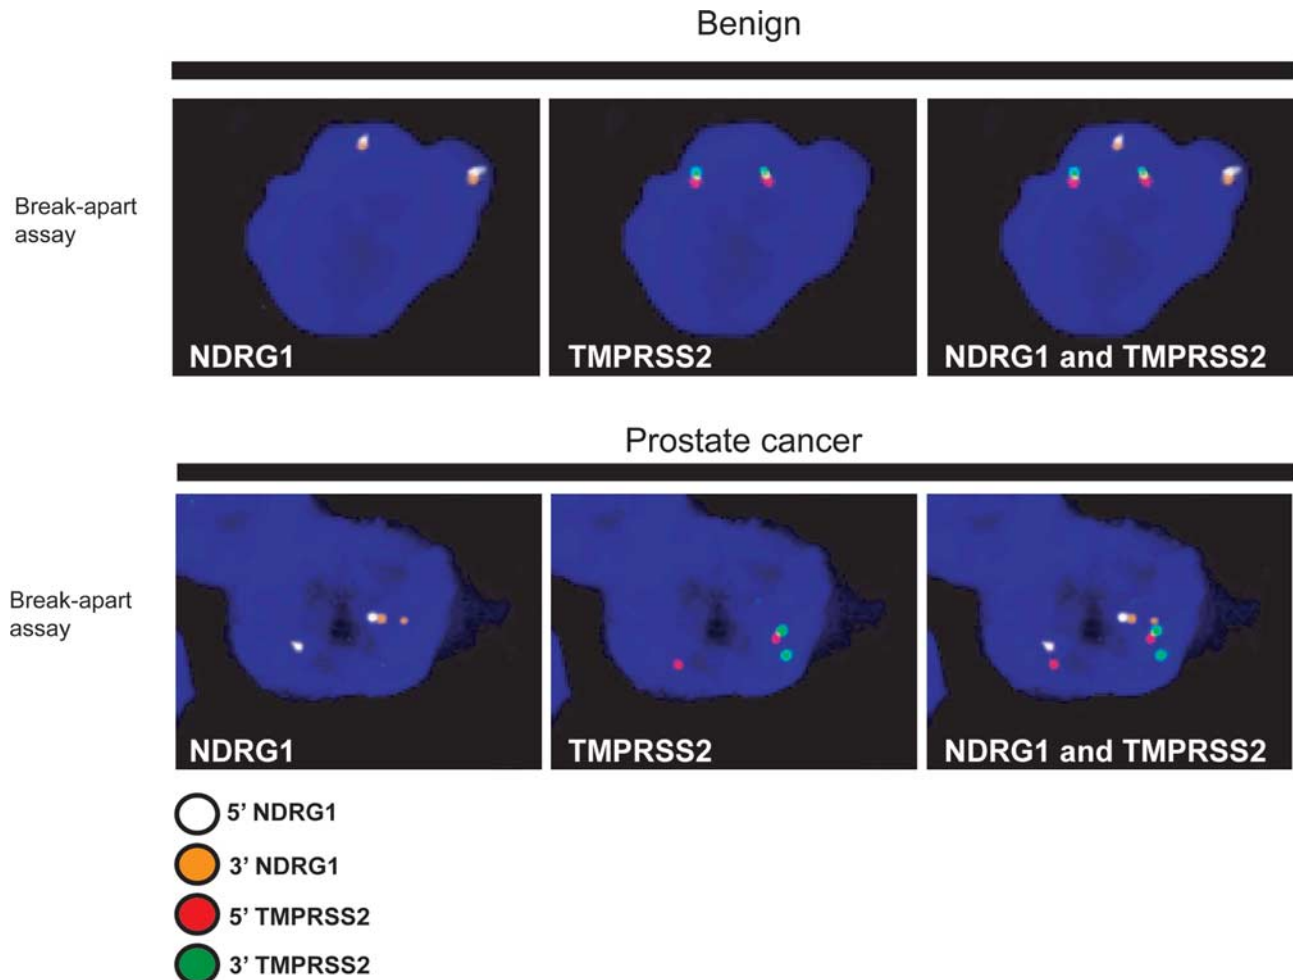 Benign
Break-apart
assay
NDRG1
TMPRSS2
NDRG1 and TMPRSS2
Prostate cancer
Break-apart
assay
NDRG1
TMPRSS2
NDRG1 and TMPRSS2
5’ NDRG1
3’ NDRG1
5’ TMPRSS2
3’ TMPRSS2